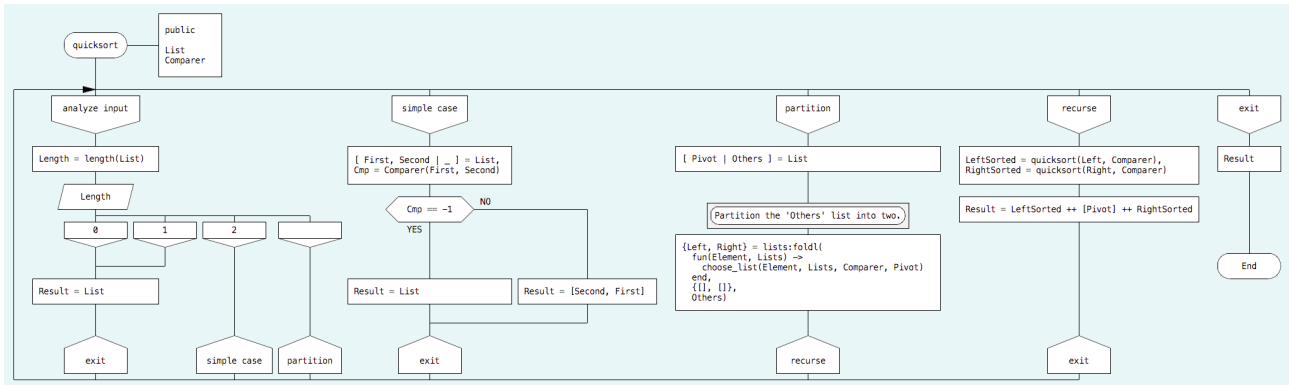 quicksort
public
List
Comparer
analyze input
Length = length(List)
Length
0
1
2
Result = List
exit
simple case
partition
simple case
[ First, Second | _ ] = List,
Cmp = Comparer(First, Second)
Cmp == -1
NO
YES
Result = List
Result = [Second, First]
exit
partition
[ Pivot | Others ] = List
Partition the 'Others' list into two.
{Left, Right} = lists:foldl(
fun(Element, Lists) ->
choose_list(Element, Lists, Comparer, Pivot)
end,
{[], []},
Others)
recurse
recurse
LeftSorted = quicksort(Left, Comparer),
RightSorted = quicksort(Right, Comparer)
Result = LeftSorted ++ [Pivot] ++ RightSorted
exit
exit
Result
End